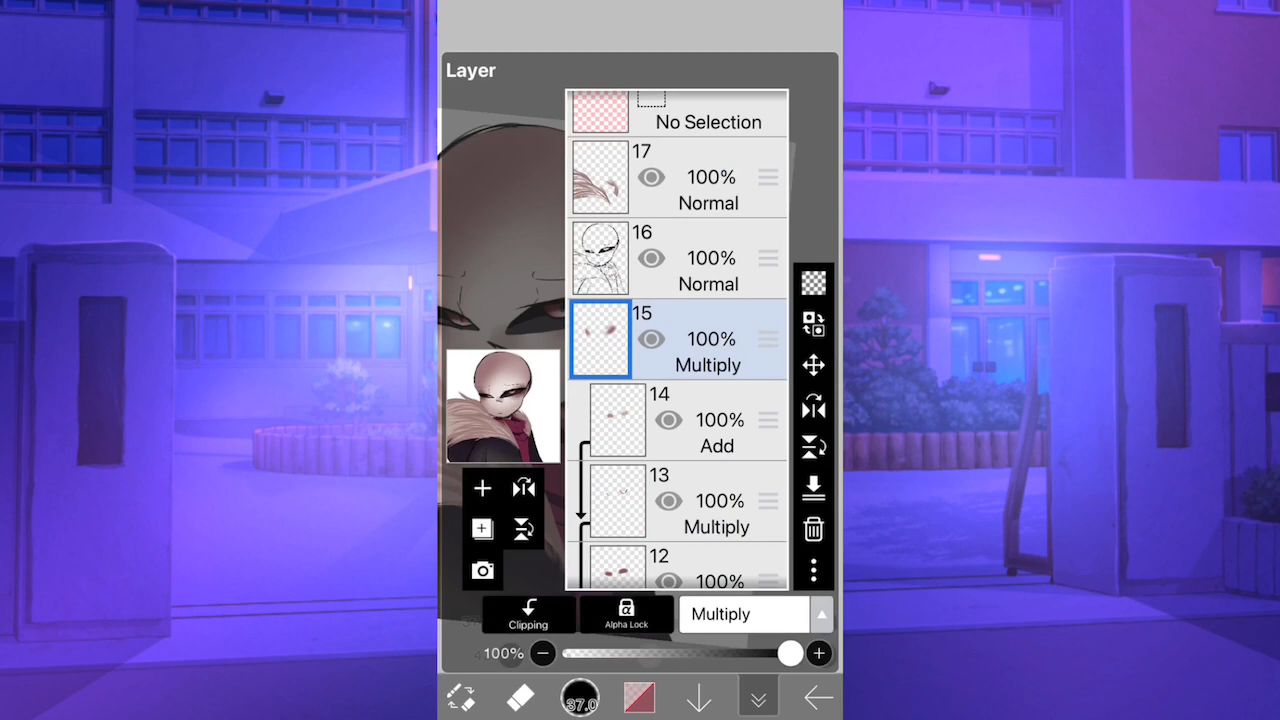 Layer
No Selection
17
100%
Normal
16
100%
Normal
15
100%
Multiply
14
100%
Add
13
100%
Multiply
12
100%
Clipping
α
Alpha Lock
Multiply
100%
37.0